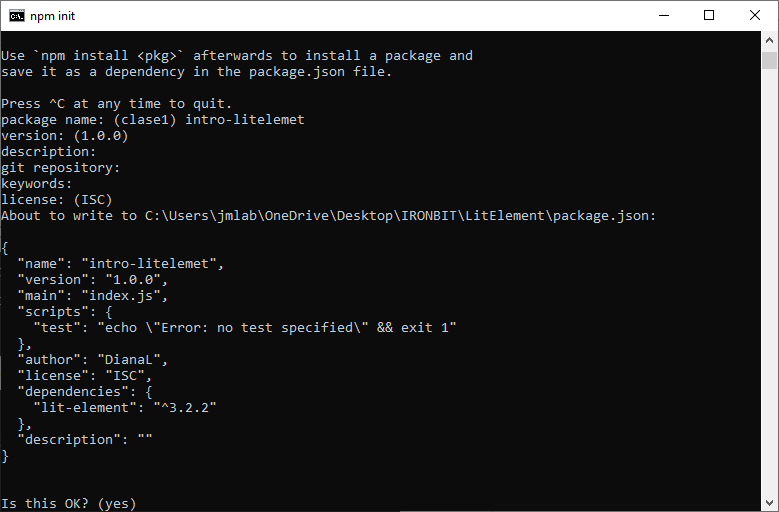 npm init
Use `npm install <pkg>` afterwards to install a package and
save it as a dependency in the package.json file.
Press ^C at any time to quit.
package name: (clase1) intro-litelemet
version: (1.0.0)
description:
git repository:
keywords:
license: (ISC)
About to write to C:\Users\jmlab\OneDrive\Desktop\IRONBIT\LitElement\package.json:
{
  "name": "intro-litelemet",
  "version": "1.0.0",
  "main": "index.js",
  "scripts": {
    "test": "echo \"Error: no test specified\" && exit 1"
  },
  "author": "DianaL",
  "license": "ISC",
  "dependencies": {
    "lit-element": "^3.2.2"
  },
  "description": ""
}
Is this OK? (yes)